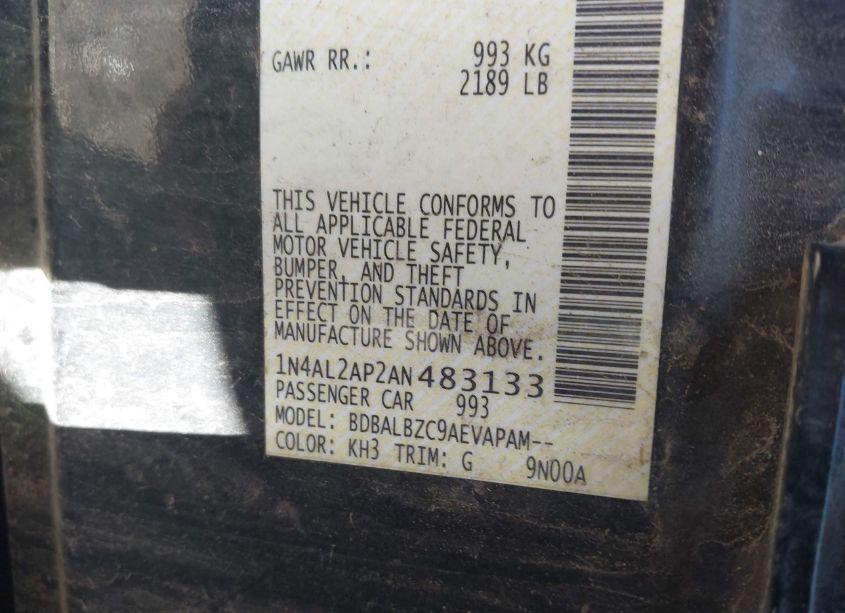 GAWR RR.: 993 KG
2189 LB
THIS VEHICLE CONFORMS TO
ALL APPLICABLE FEDERAL
MOTOR VEHICLE SAFETY,
BUMPER, AND THEFT
PREVENTION STANDARDS IN
EFFECT ON THE DATE OF
MANUFACTURE SHOWN ABOVE.
1N4AL2AP2AN483133
PASSENGER CAR 993
MODEL: BDBALBZC9AEVAPAM--
COLOR: KH3 TRIM: G 9N00A